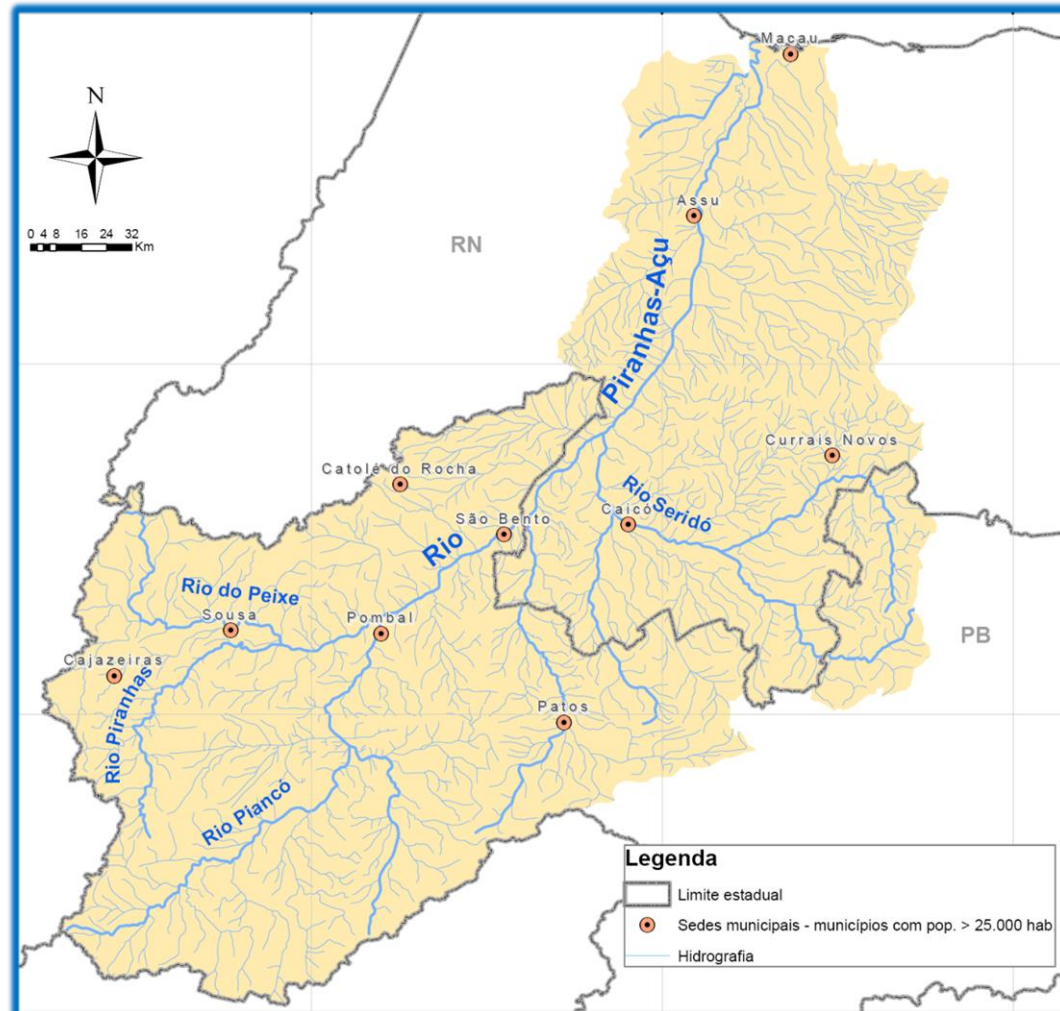 Macau
N
0 4 8 16 24 32
Km
Assu
RN
Piranhas-Açu
Currais Novos
Catolé do Rocha
Rio Seridó
São Bento
Caicó
Rio
Rio do Peixe
Sousa
Pombal
PB
Cajazeiras
Rio Piranhas
Patos
Rio Piancó
Legenda
Limite estadual
Sedes municipais - municípios com pop. > 25.000 hab
Hidrografia